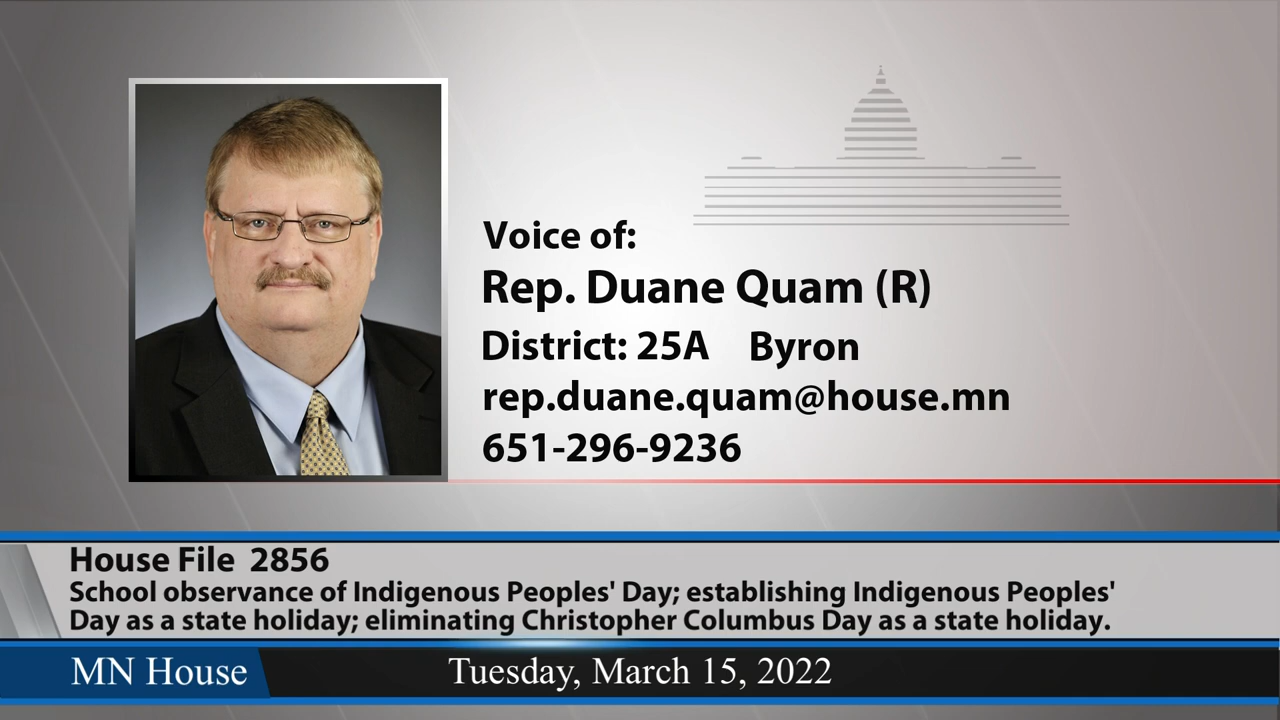 Voice of:
Rep. Duane Quam (R)
District: 25A Byron
rep.duane.quam@house.mn
651-296-9236
House File 2856
School observance of Indigenous Peoples' Day; establishing Indigenous Peoples'
Day as a state holiday; eliminating Christopher Columbus Day as a state holiday.
MN House Tuesday, March 15, 2022